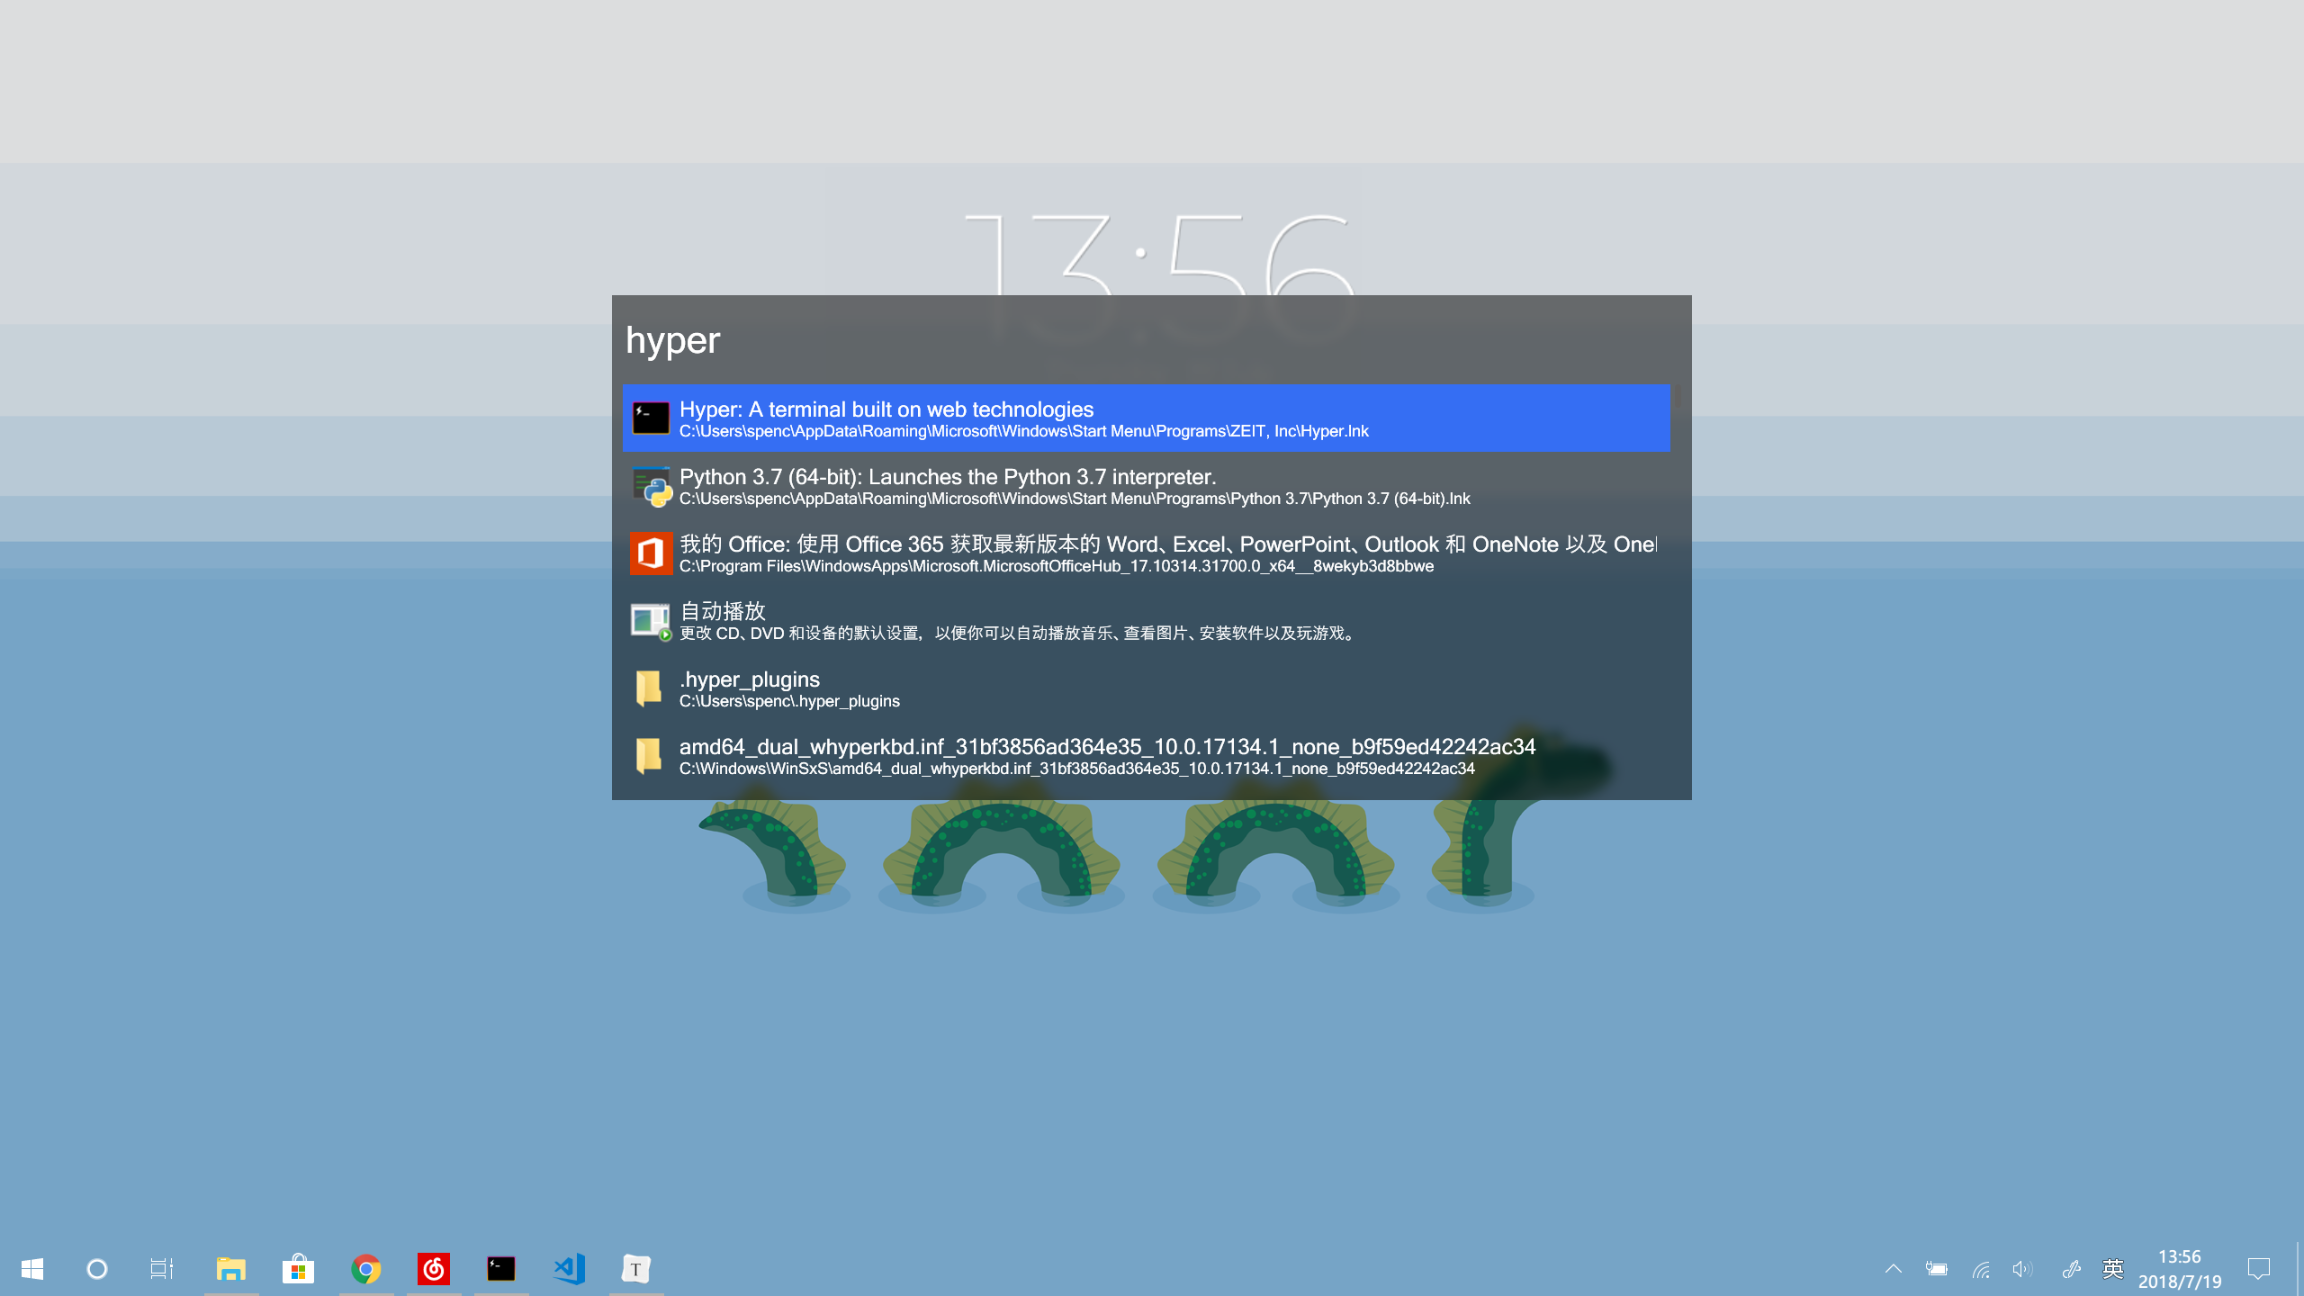 13:56
hyper
Hyper: A terminal built on web technologies
C:\Users\spenc\AppData\Roaming\Microsoft\Windows\Start Menu\Programs\ZEIT, Inc\Hyper.lnk
Python 3.7 (64-bit): Launches the Python 3.7 interpreter.
C:\Users\spenc\AppData\Roaming\Microsoft\Windows\Start Menu\Programs\Python 3.7\Python 3.7 (64-bit).lnk
我的 Office: 使用 Office 365 获取最新版本的 Word、Excel、PowerPoint、Outlook 和 OneNote 以及 One
C:\Program Files\WindowsApps\Microsoft.MicrosoftOfficeHub_17.10314.31700.0_x64__8wekyb3d8bbwe
自动播放
更改 CD、DVD 和设备的默认设置，以便你可以自动播放音乐、查看图片、安装软件以及玩游戏。
.hyper_plugins
C:\Users\spenc\.hyper_plugins
amd64_dual_whyperkbd.inf_31bf3856ad364e35_10.0.17134.1_none_b9f59ed42242ac34
C:\Windows\WinSxS\amd64_dual_whyperkbd.inf_31bf3856ad364e35_10.0.17134.1_none_b9f59ed42242ac34
T
英
13:56
2018/7/19